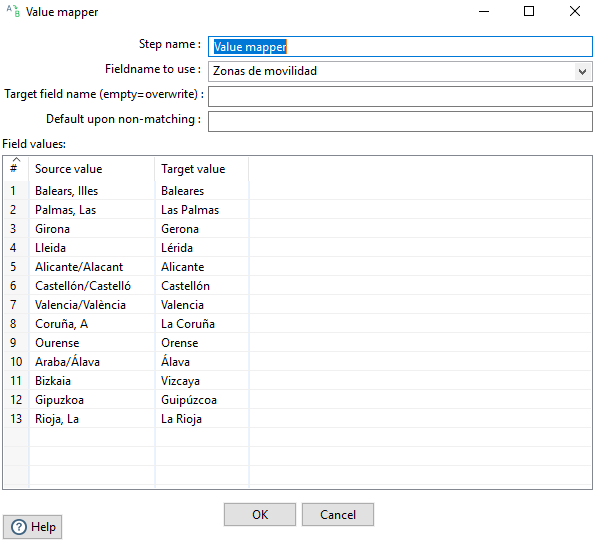 Value mapper
Step name : Value mapper
Fieldname to use : Zonas de movilidad
Target field name (empty=overwrite) :
Default upon non-matching :
Field values:
# Source value Target value
1 Balears, Illes Baleares
2 Palmas, Las Las Palmas
3 Girona Gerona
4 Lleida Lérida
5 Alicante/Alacant Alicante
6 Castellón/Castelló Castellón
7 Valencia/València Valencia
8 Coruña, A La Coruña
9 Ourense Orense
10 Araba/Álava Álava
11 Bizkaia Vizcaya
12 Gipuzkoa Guipúzcoa
13 Rioja, La La Rioja
OK Cancel
? Help